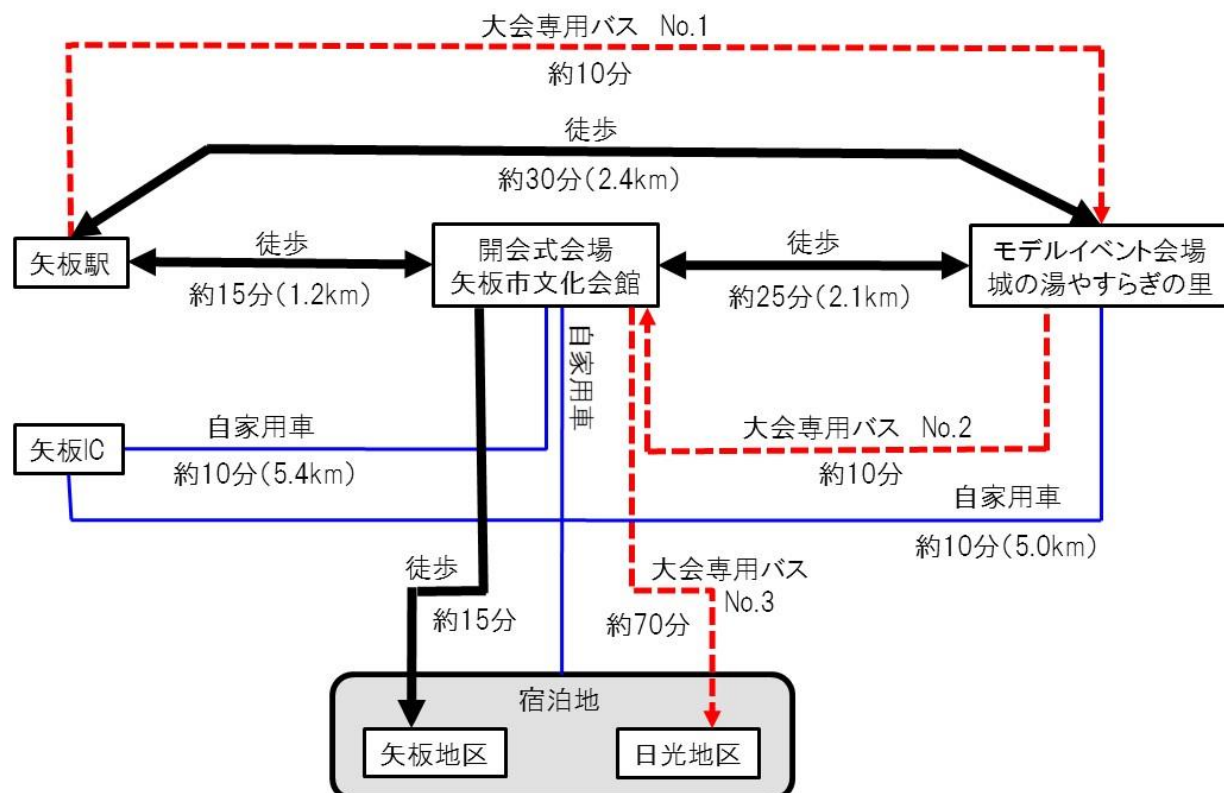 大会専用バス No.1
約10分
徒歩
約30分(2.4km)
矢板駅
徒歩
約15分(1.2km)
開会式会場
矢板市文化会館
徒歩
約25分(2.1km)
モデルイベント会場
城の湯やすらぎの里
自家用車
矢板IC
自家用車
約10分(5.4km)
大会専用バス No.2
約10分
自家用車
約10分(5.0km)
徒歩
約15分
大会専用バス
No.3
約70分
宿泊地
矢板地区
日光地区